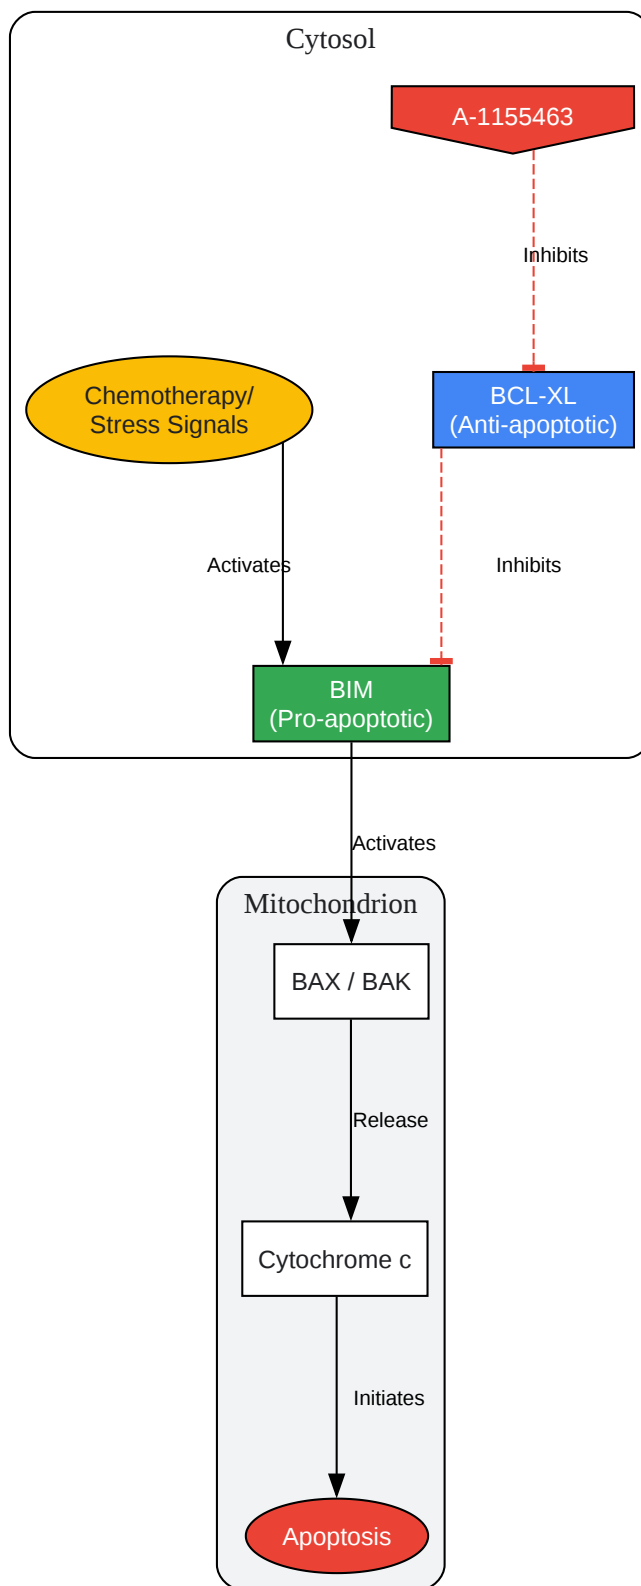 Cytosol
A-1155463
Inhibits
Chemotherapy/
Stress Signals
BCL-XL
(Anti-apoptotic)
Activates
Inhibits
BIM
(Pro-apoptotic)
Activates
Mitochondrion
BAX / BAK
Release
Cytochrome c
Initiates
Apoptosis